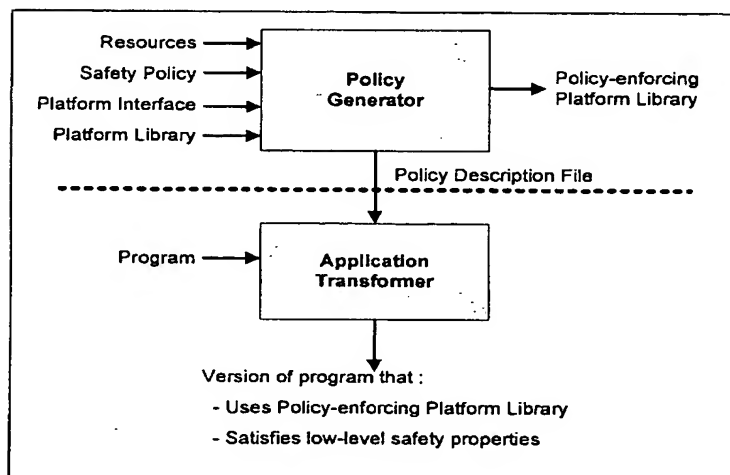 Resources
Safety Policy
Platform Interface
Platform Library
Policy
Generator
Policy-enforcing
Platform Library
Policy Description File
Program
Application
Transformer
Version of program that :
- Uses Policy-enforcing Platform Library
- Satisfies low-level safety properties